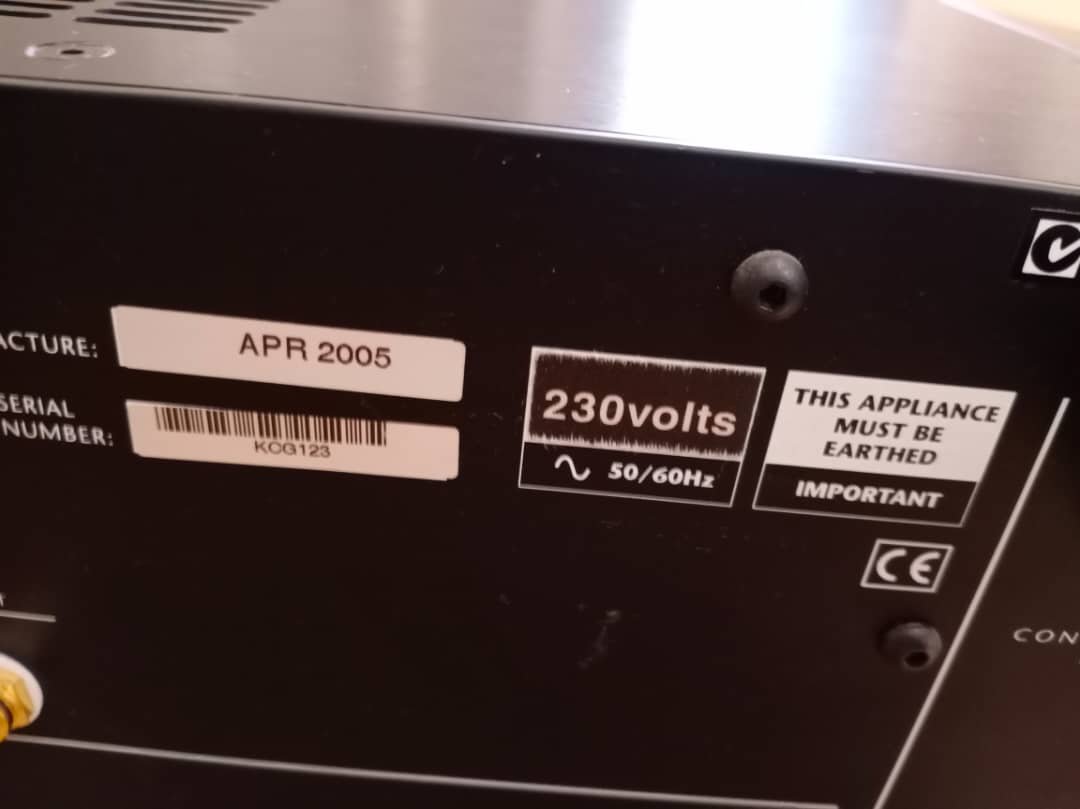 ACTURE:
APR 2005
SERIAL
NUMBER:
KCG123
230volts
50/60Hz
THIS APPLIANCE
MUST BE
EARTHED
IMPORTANT
CE
CON